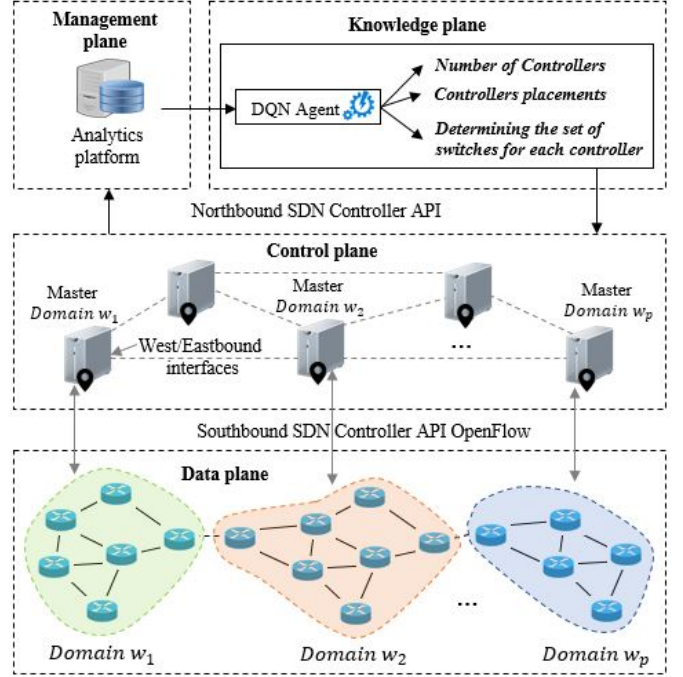 Management
plane
Analytics
platform
Knowledge plane
DQN Agent
Number of Controllers
Controllers placements
Determining the set of
switches for each controller
Northbound SDN Controller API
Control plane
Master
Domain w₁
Master
Domain w₂
Master
Domain wₚ
West/Eastbound
interfaces
...
Southbound SDN Controller API OpenFlow
Data plane
...
Domain w₁
Domain w₂
Domain wₚ